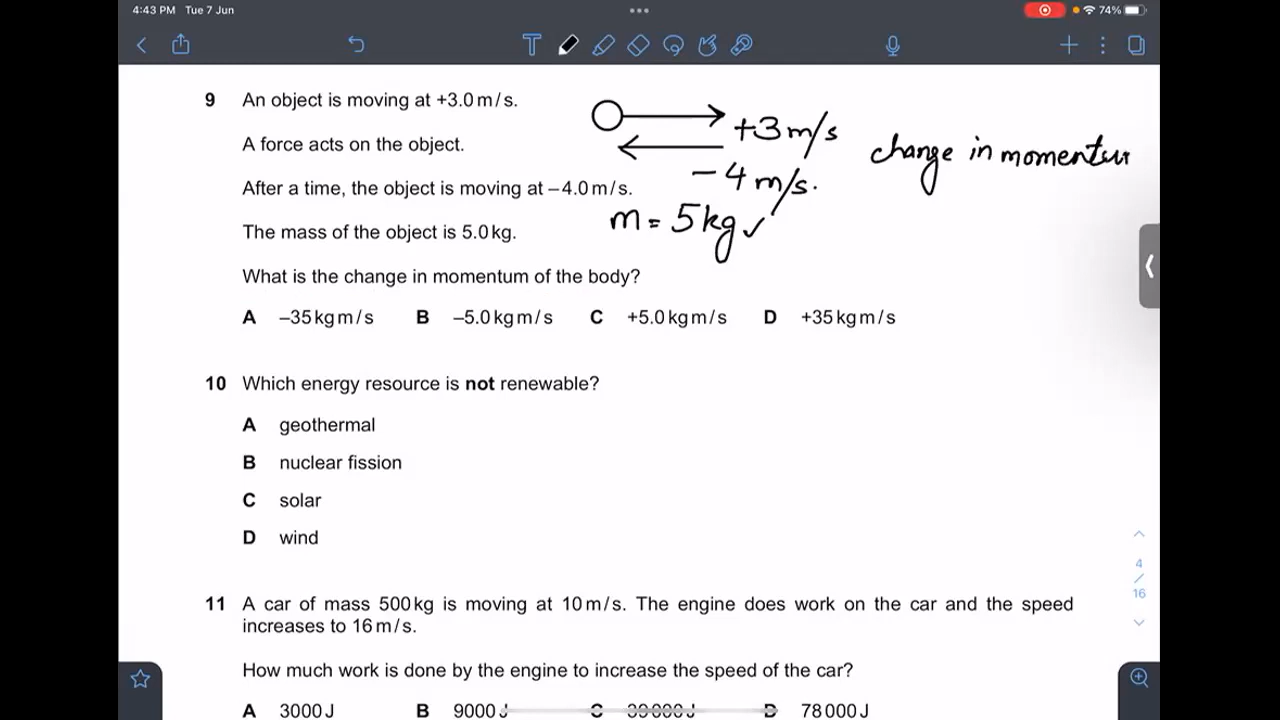 4:43 PM Tue 7 Jun
74%
T
9 An object is moving at +3.0 m/s.
+3 m/s
A force acts on the object.
change in momentum
After a time, the object is moving at –4.0 m/s.
-4 m/s.
The mass of the object is 5.0 kg.
m = 5 kg ✓
What is the change in momentum of the body?
A –35 kg m/s B –5.0 kg m/s C +5.0 kg m/s D +35 kg m/s
10 Which energy resource is not renewable?
A geothermal
B nuclear fission
C solar
D wind
4
/
16
11 A car of mass 500 kg is moving at 10 m/s. The engine does work on the car and the speed
increases to 16 m/s.
How much work is done by the engine to increase the speed of the car?
A 3000 J B 9000 J C 39 000 J D 78 000 J